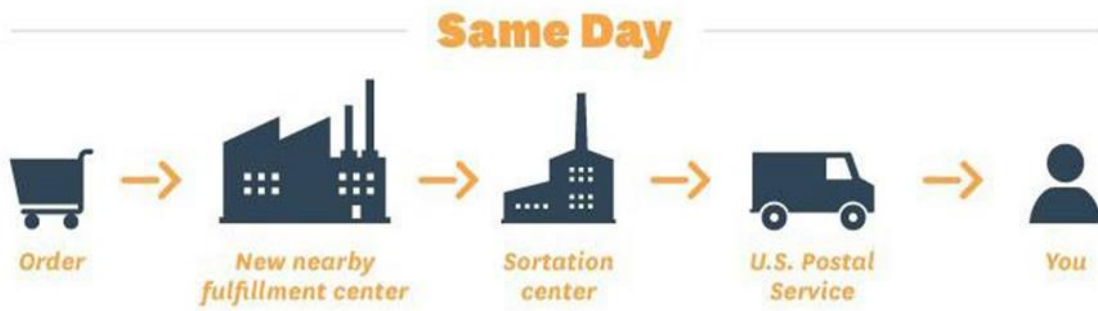 Same Day
Order
New nearby
fulfillment center
Sortation
center
U.S. Postal
Service
You